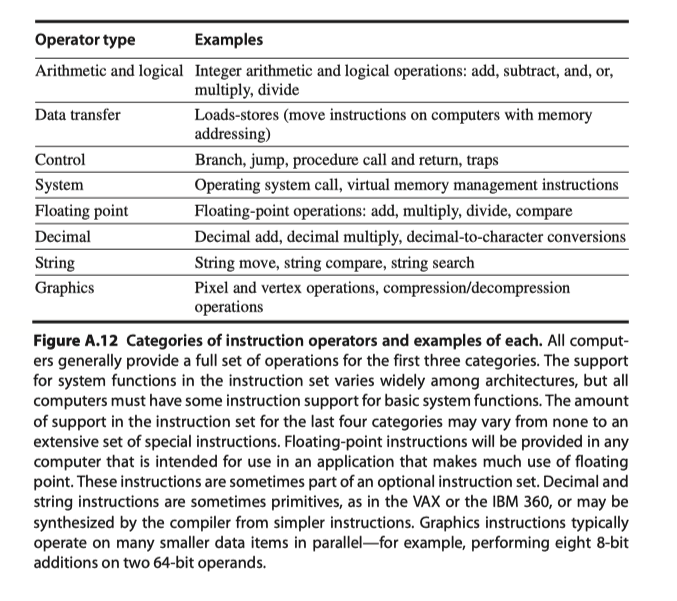 Operator type Examples
Arithmetic and logical Integer arithmetic and logical operations: add, subtract, and, or,
multiply, divide
Data transfer Loads-stores (move instructions on computers with memory
addressing)
Control Branch, jump, procedure call and return, traps
System Operating system call, virtual memory management instructions
Floating point Floating-point operations: add, multiply, divide, compare
Decimal Decimal add, decimal multiply, decimal-to-character conversions
String String move, string compare, string search
Graphics Pixel and vertex operations, compression/decompression
operations
Figure A.12 Categories of instruction operators and examples of each. All comput-
ers generally provide a full set of operations for the first three categories. The support
for system functions in the instruction set varies widely among architectures, but all
computers must have some instruction support for basic system functions. The amount
of support in the instruction set for the last four categories may vary from none to an
extensive set of special instructions. Floating-point instructions will be provided in any
computer that is intended for use in an application that makes much use of floating
point. These instructions are sometimes part of an optional instruction set. Decimal and
string instructions are sometimes primitives, as in the VAX or the IBM 360, or may be
synthesized by the compiler from simpler instructions. Graphics instructions typically
operate on many smaller data items in parallel—for example, performing eight 8-bit
additions on two 64-bit operands.